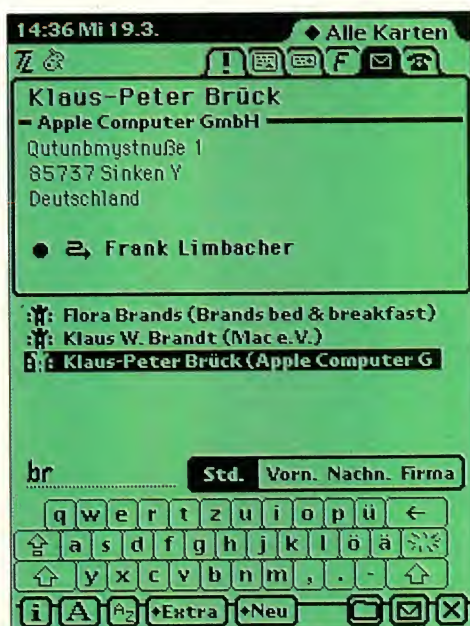 14:36 Mi 19.3. ◆ Alle Karten
! F
Klaus-Peter Brück
Apple Computer GmbH
Qutunbmystnuße 1
85737 Sinken Y
Deutschland
Frank Limbacher
Flora Brands (Brands bed & breakfast)
Klaus W. Brandt (Mac e.V.)
Klaus-Peter Brück (Apple Computer G
br
Std. Vorn. Nachn. Firma
q w e r t z u i o p ü ←
a s d f g h j k l ö ä
y x c v b n m , . -
i A Az ◆Extra ◆Neu X